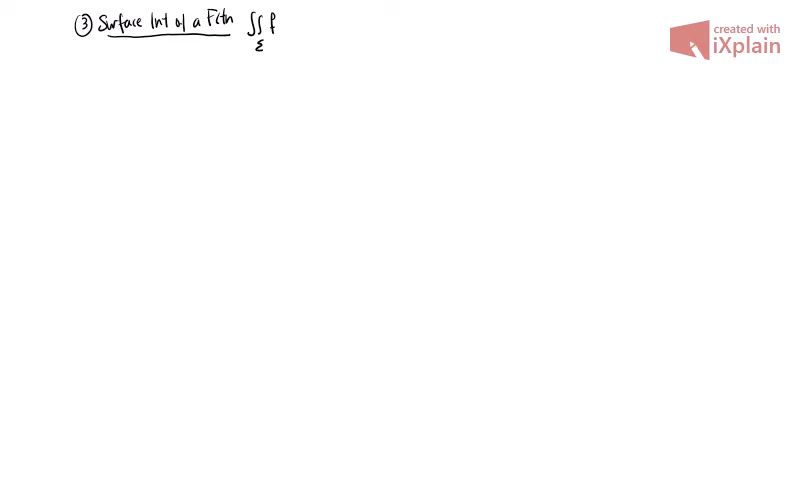 ③ Surface Int of a Fctn ∬ f
Σ
created with
iXplain